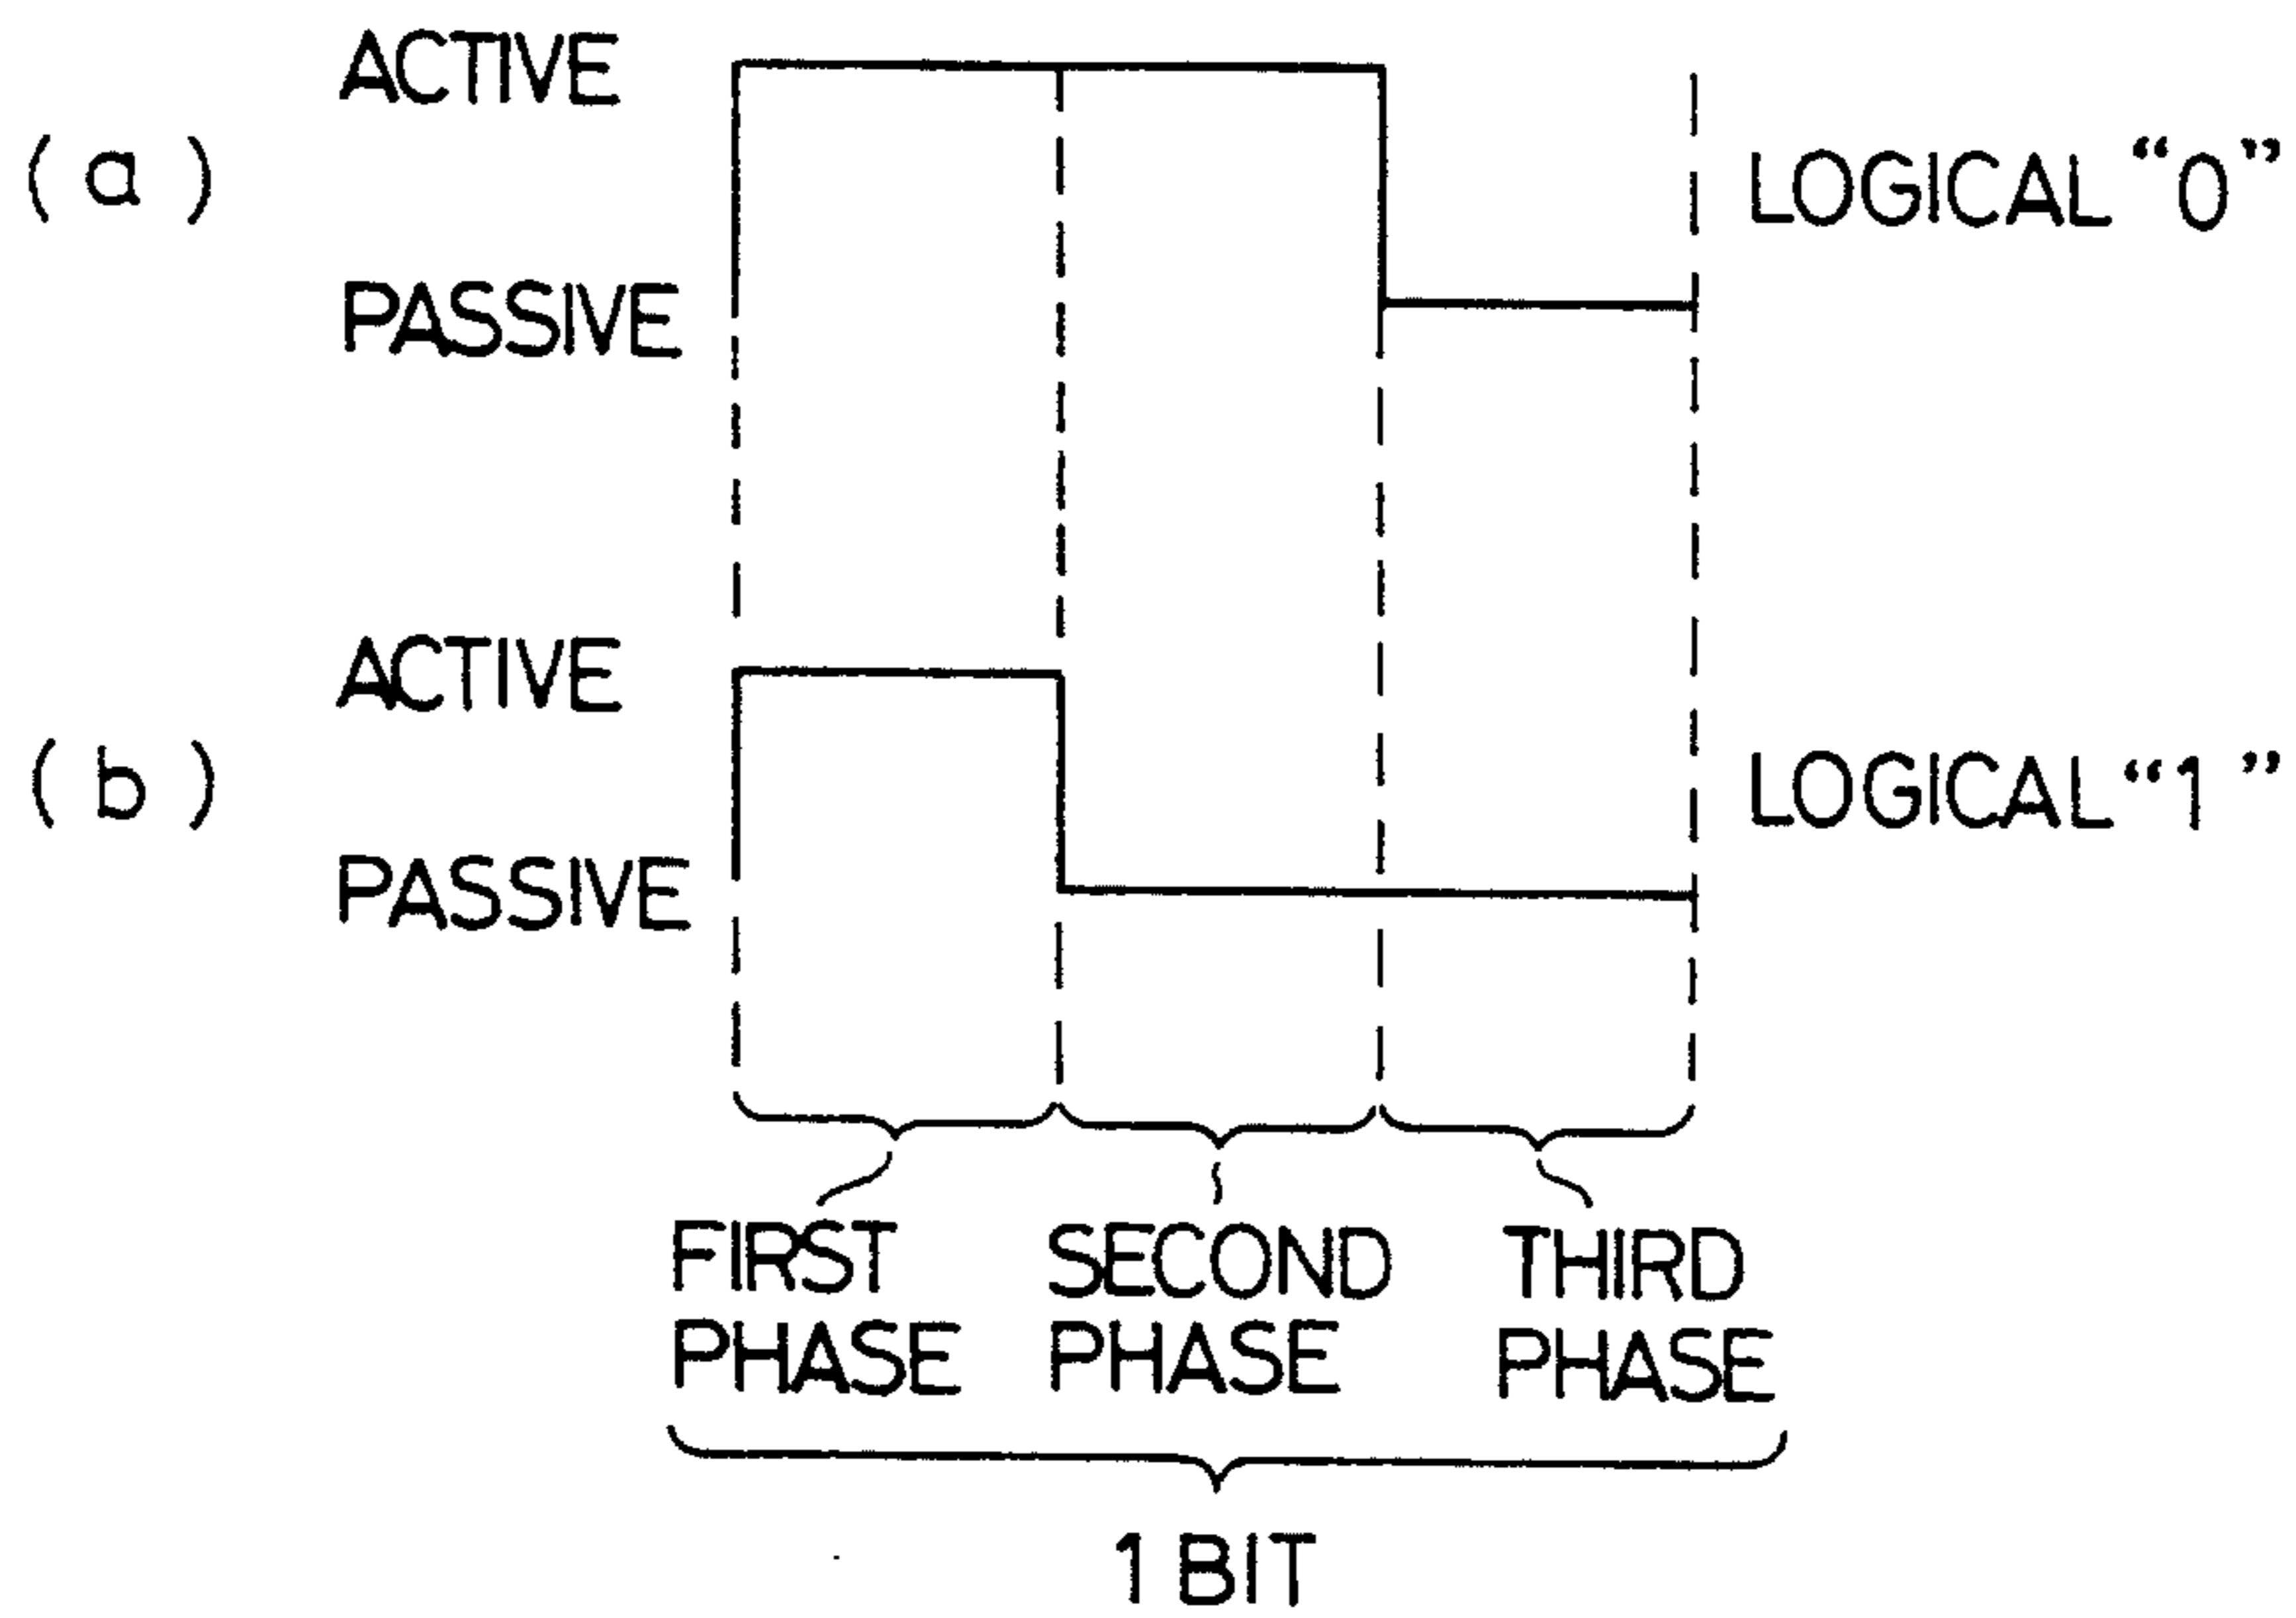 ACTIVE
(a)
LOGICAL “0”
PASSIVE
ACTIVE
(b)
LOGICAL “1”
PASSIVE
FIRST PHASE
SECOND PHASE
THIRD PHASE
1 BIT